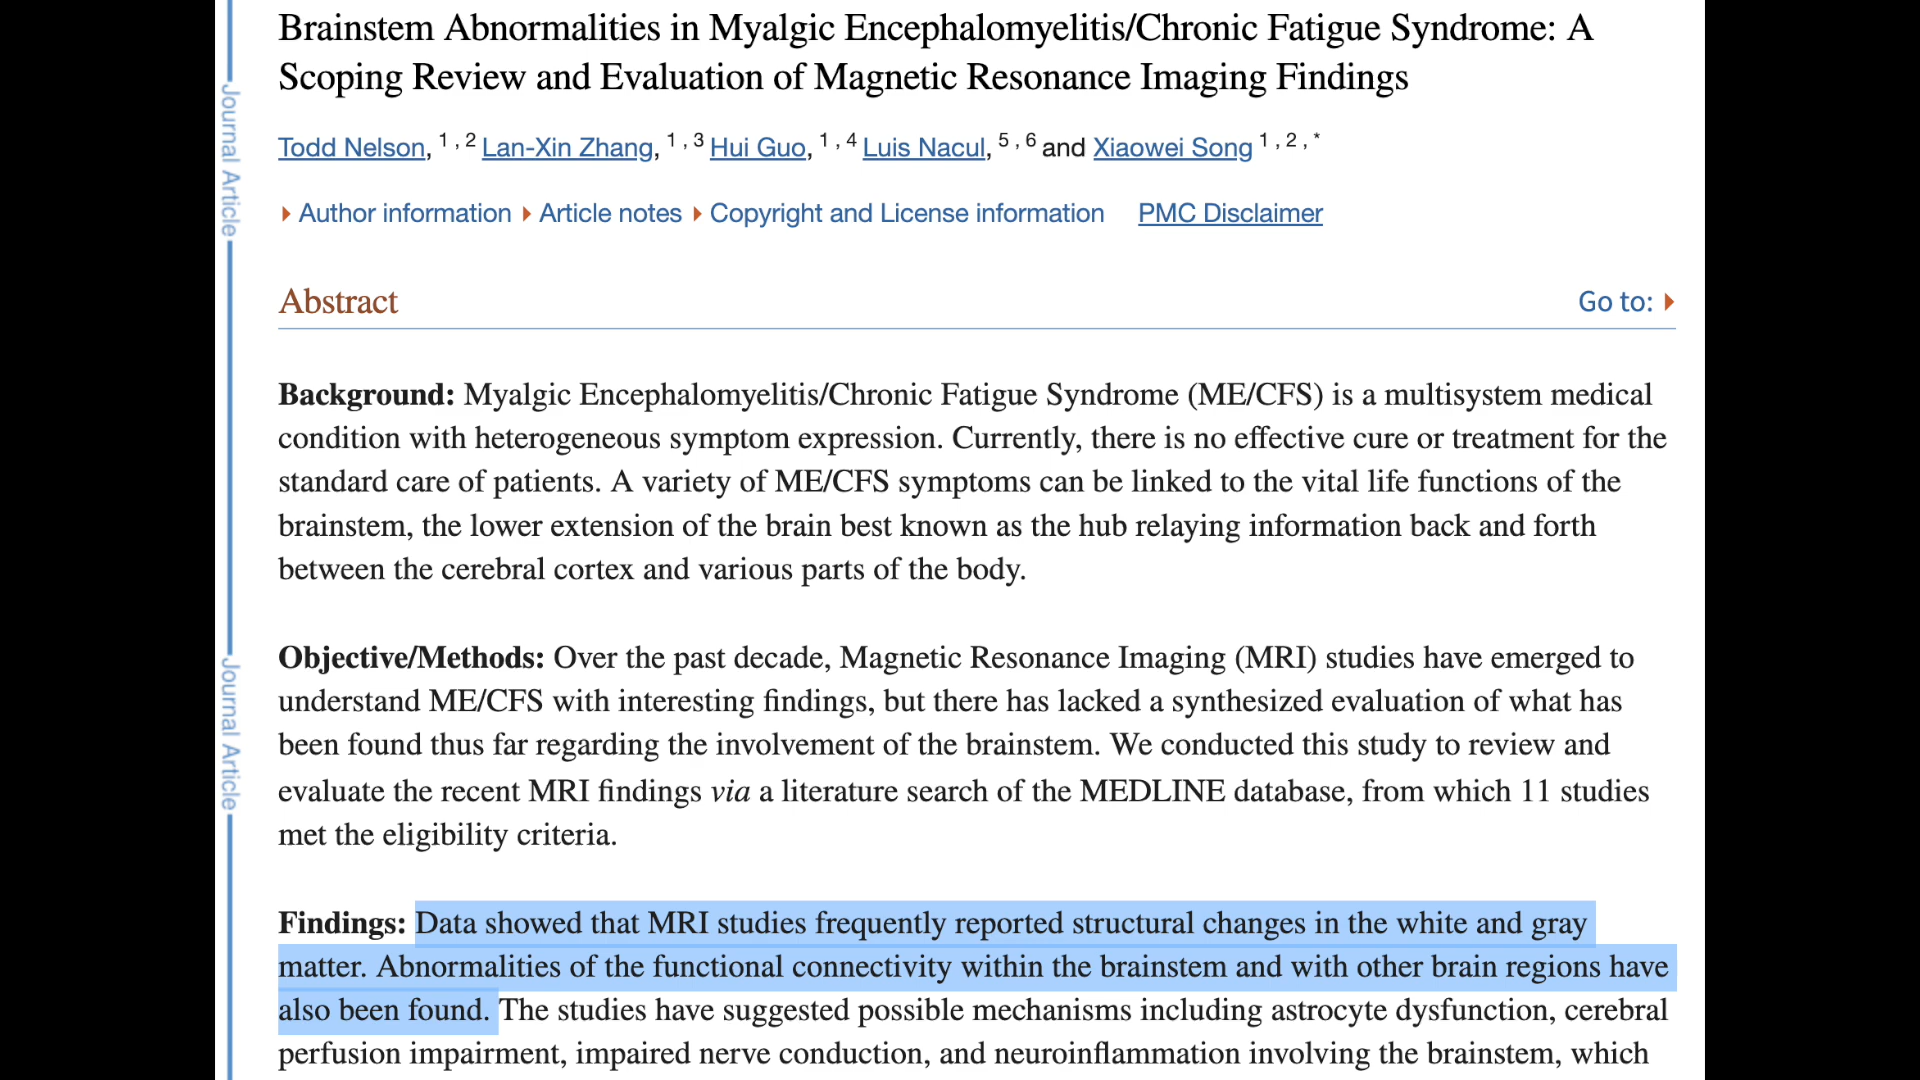 Brainstem Abnormalities in Myalgic Encephalomyelitis/Chronic Fatigue Syndrome: A
Scoping Review and Evaluation of Magnetic Resonance Imaging Findings
Todd Nelson, 1 , 2 Lan-Xin Zhang, 1 , 3 Hui Guo, 1 , 4 Luis Nacul, 5 , 6 and Xiaowei Song 1 , 2 , *
Author information Article notes Copyright and License information PMC Disclaimer
Journal Article
Abstract Go to:
Background: Myalgic Encephalomyelitis/Chronic Fatigue Syndrome (ME/CFS) is a multisystem medical
condition with heterogeneous symptom expression. Currently, there is no effective cure or treatment for the
standard care of patients. A variety of ME/CFS symptoms can be linked to the vital life functions of the
brainstem, the lower extension of the brain best known as the hub relaying information back and forth
between the cerebral cortex and various parts of the body.
Objective/Methods: Over the past decade, Magnetic Resonance Imaging (MRI) studies have emerged to
understand ME/CFS with interesting findings, but there has lacked a synthesized evaluation of what has
been found thus far regarding the involvement of the brainstem. We conducted this study to review and
evaluate the recent MRI findings via a literature search of the MEDLINE database, from which 11 studies
met the eligibility criteria.
Journal Article
Findings: Data showed that MRI studies frequently reported structural changes in the white and gray
matter. Abnormalities of the functional connectivity within the brainstem and with other brain regions have
also been found. The studies have suggested possible mechanisms including astrocyte dysfunction, cerebral
perfusion impairment, impaired nerve conduction, and neuroinflammation involving the brainstem, which